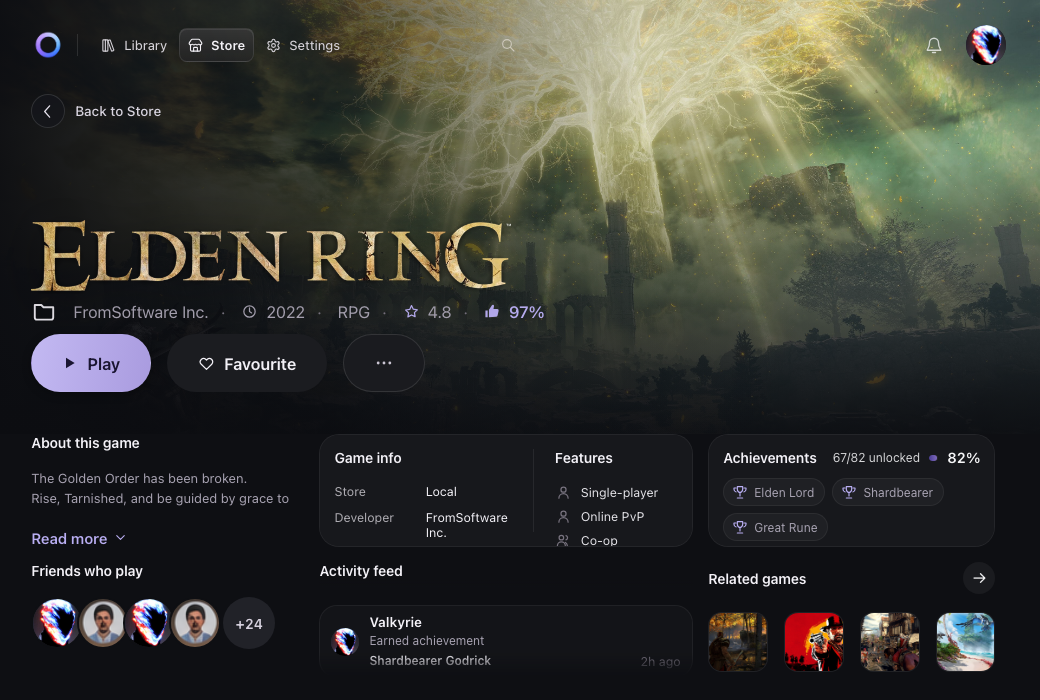 Library
Store
Settings
Back to Store
ELDEN RING™
FromSoftware Inc. · 2022 · RPG · 4.8 · 97%
Play
Favourite
···
About this game
The Golden Order has been broken.
Rise, Tarnished, and be guided by grace to
Read more
Game info
Store Local
Developer FromSoftware
Inc.
Features
Single-player
Online PvP
Co-op
Achievements 67/82 unlocked 82%
Elden Lord
Shardbearer
Great Rune
Friends who play
+24
Activity feed
Valkyrie
Earned achievement
Shardbearer Godrick
2h ago
Related games